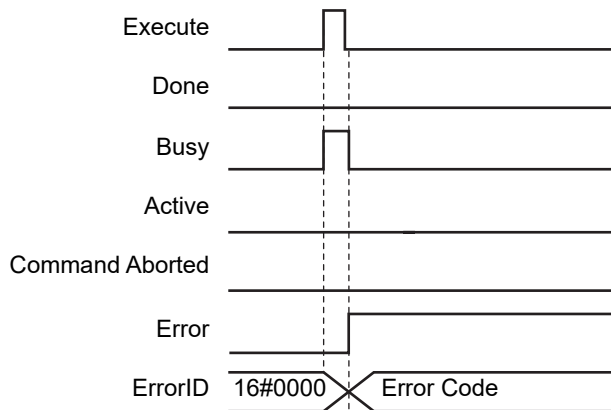 Execute
Done
Busy
Active
Command Aborted
Error
ErrorID 16#0000 Error Code